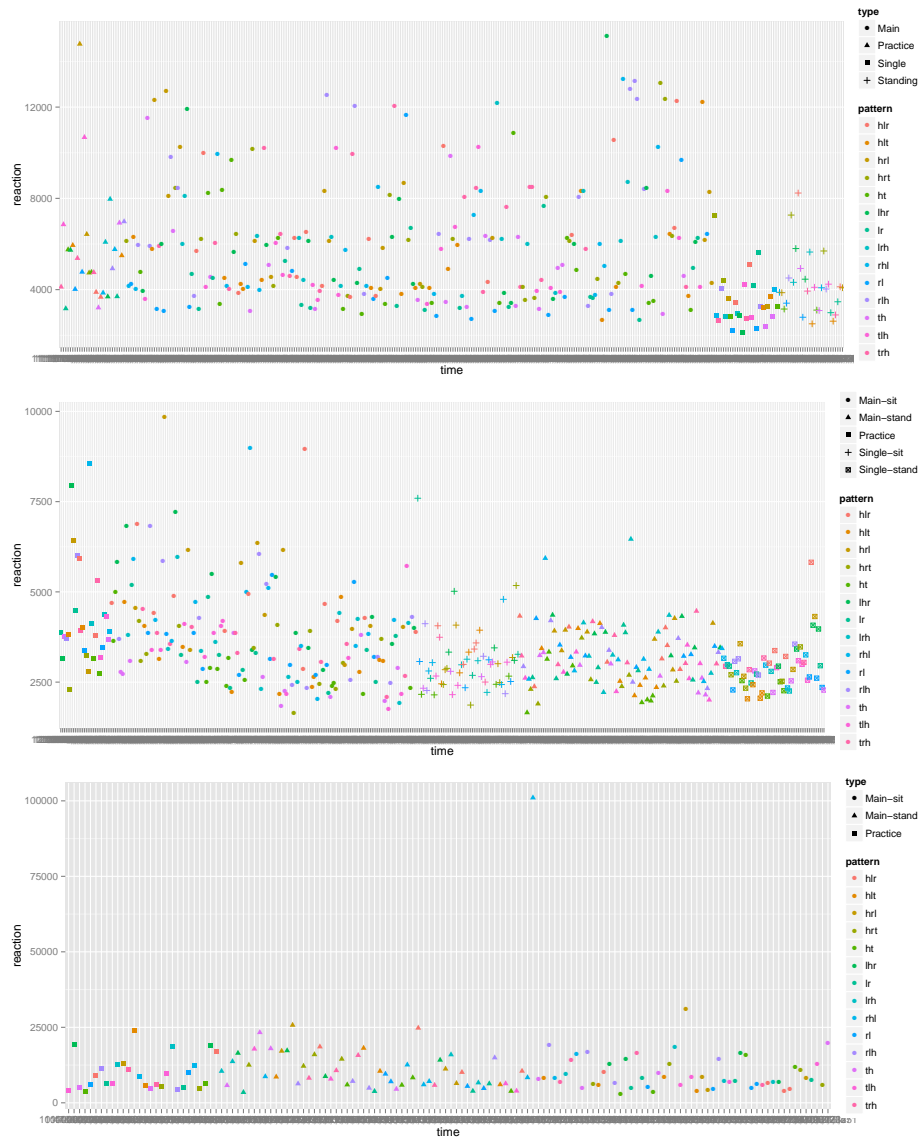 type
Main
Practice
Single
Standing
pattern
hlr
hlt
hrl
hrt
ht
lhr
lr
lrh
rhl
rl
rlh
th
tlh
trh
12000
8000
4000
reaction
time
Main-sit
Main-stand
Practice
Single-sit
Single-stand
pattern
hlr
hlt
hrl
hrt
ht
lhr
lr
lrh
rhl
rl
rlh
th
tlh
trh
10000
7500
5000
2500
reaction
time
type
Main-sit
Main-stand
Practice
pattern
hlr
hlt
hrl
hrt
ht
lhr
lr
lrh
rhl
rl
rlh
th
tlh
trh
100000
75000
50000
25000
0
reaction
time